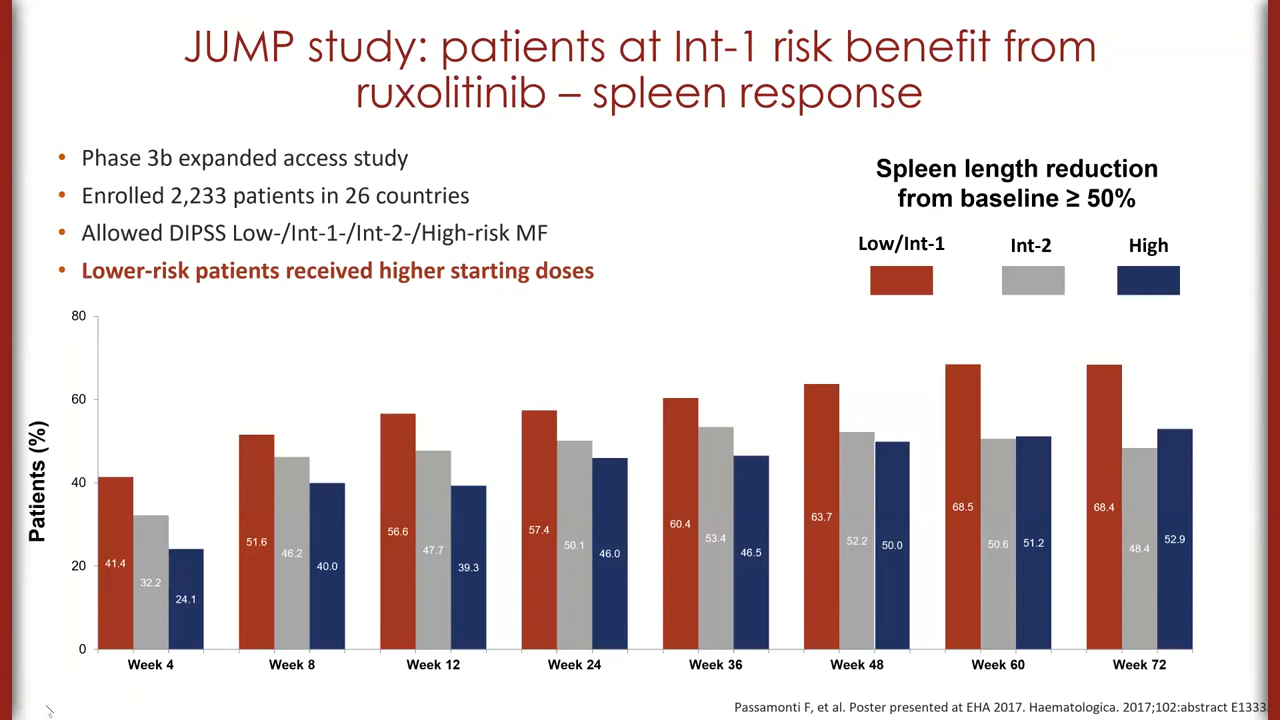 JUMP study: patients at Int-1 risk benefit from
ruxolitinib – spleen response
• Phase 3b expanded access study
• Enrolled 2,233 patients in 26 countries
• Allowed DIPSS Low-/Int-1-/Int-2-/High-risk MF
• Lower-risk patients received higher starting doses
Spleen length reduction
from baseline ≥ 50%
Low/Int-1 Int-2 High
Patients (%)
80
60
40
20
0
41.4 32.2 24.1
51.6 46.2 40.0
56.6 47.7 39.3
57.4 50.1 46.0
60.4 53.4 46.5
63.7 52.2 50.0
68.5 50.6 51.2
68.4 48.4 52.9
Week 4 Week 8 Week 12 Week 24 Week 36 Week 48 Week 60 Week 72
Passamonti F, et al. Poster presented at EHA 2017. Haematologica. 2017;102:abstract E1333